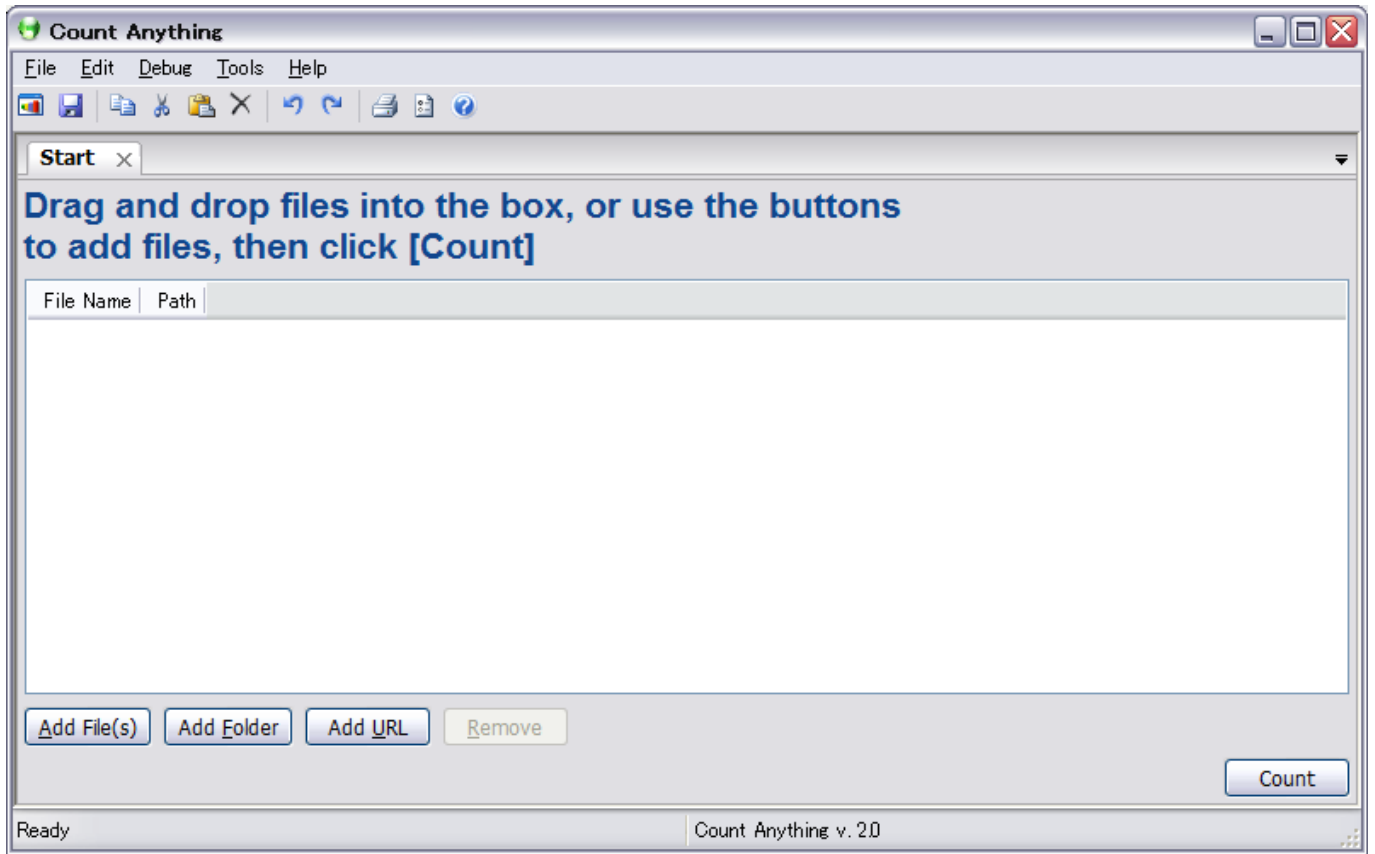 Count Anything
File Edit Debug Tools Help
Start
Drag and drop files into the box, or use the buttons
to add files, then click [Count]
File Name Path
Add File(s) Add Folder Add URL Remove
Count
Ready Count Anything v. 2.0